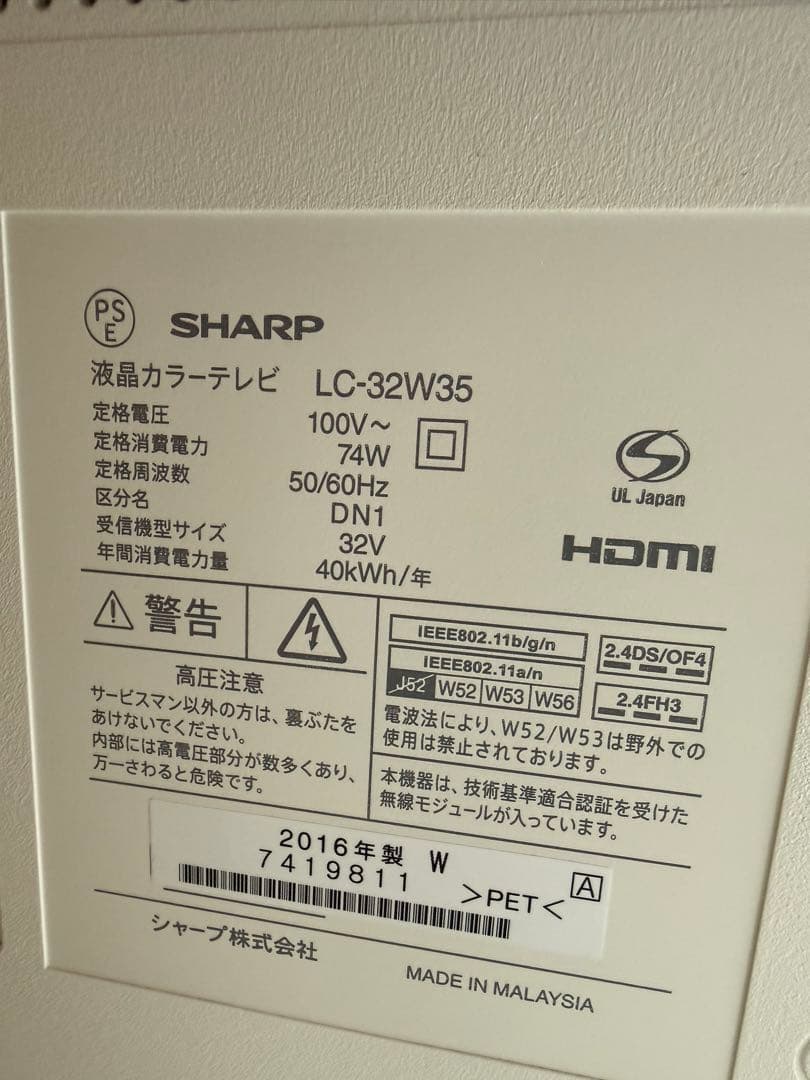 PS
E
SHARP
液晶カラーテレビ LC-32W35
定格電圧 100V～
定格消費電力 74W
定格周波数 50/60Hz
区分名 DN1
受信機型サイズ 32V
年間消費電力量 40kWh/年
UL Japan
HDMI
警告
高圧注意
サービスマン以外の方は、裏ぶたを
あけないでください。
内部には高電圧部分が数多くあり、
万一さわると危険です。
IEEE802.11b/g/n
IEEE802.11a/n
J52 W52 W53 W56
2.4DS/OF4
2.4FH3
電波法により、W52/W53は野外での
使用は禁止されております。
本機器は、技術基準適合認証を受けた
無線モジュールが入っています。
2016年製 W
7419811
>PET<
A
シャープ株式会社
MADE IN MALAYSIA